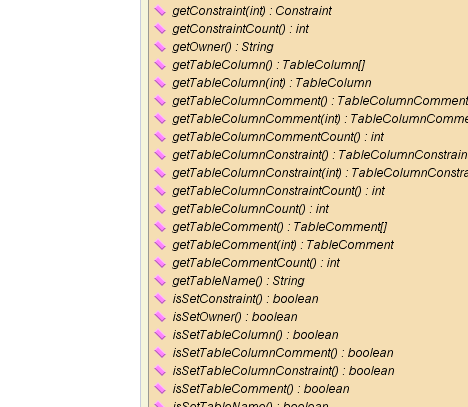 getConstraint(int) : Constraint
getConstraintCount() : int
getOwner() : String
getTableColumn() : TableColumn[]
getTableColumn(int) : TableColumn
getTableColumnComment() : TableColumnComment
getTableColumnComment(int) : TableColumnComme
getTableColumnCommentCount() : int
getTableColumnConstraint() : TableColumnConstrain
getTableColumnConstraint(int) : TableColumnConstra
getTableColumnConstraintCount() : int
getTableColumnCount() : int
getTableComment() : TableComment[]
getTableComment(int) : TableComment
getTableCommentCount() : int
getTableName() : String
isSetConstraint() : boolean
isSetOwner() : boolean
isSetTableColumn() : boolean
isSetTableColumnComment() : boolean
isSetTableColumnConstraint() : boolean
isSetTableComment() : boolean
isSetTableName() : boolean